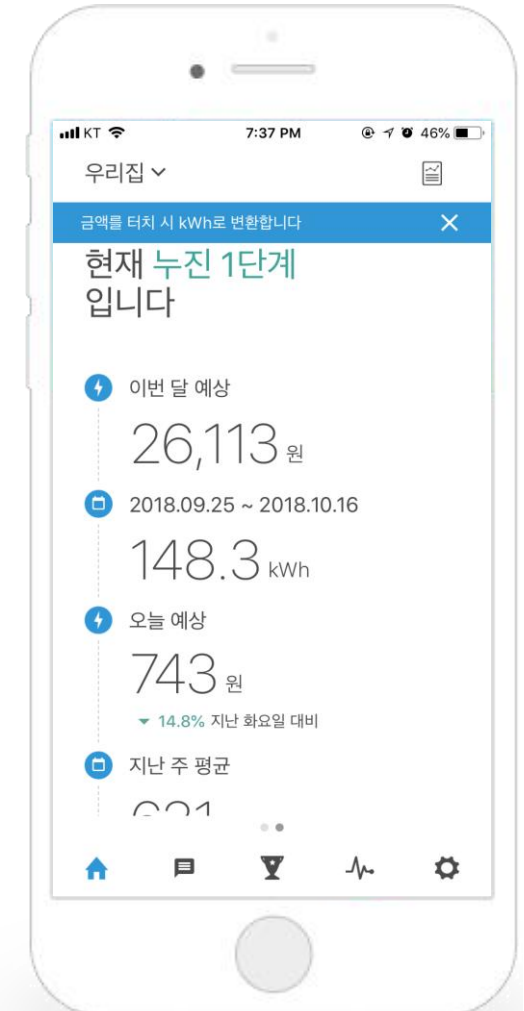 KT 7:37 PM 46%
우리집
금액를 터치 시 kWh로 변환합니다
현재 누진 1단계
입니다
이번 달 예상
26,113 원
2018.09.25 ~ 2018.10.16
148.3 kWh
오늘 예상
743 원
14.8% 지난 화요일 대비
지난 주 평균